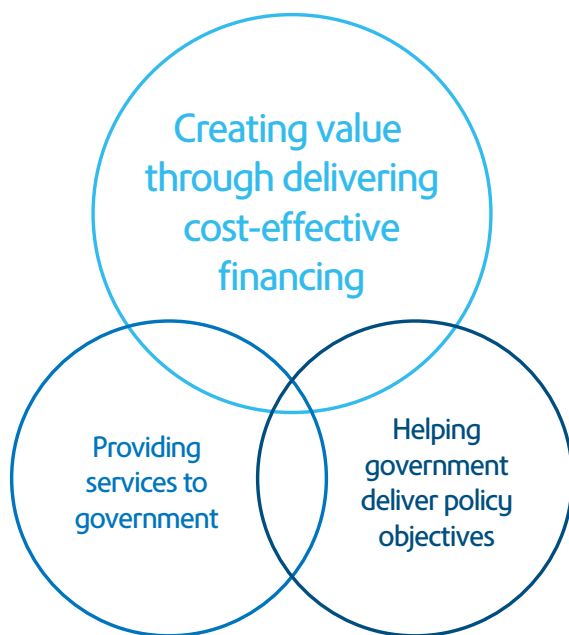 Creating value
through delivering
cost-effective
financing
Providing
services to
government
Helping
government
deliver policy
objectives